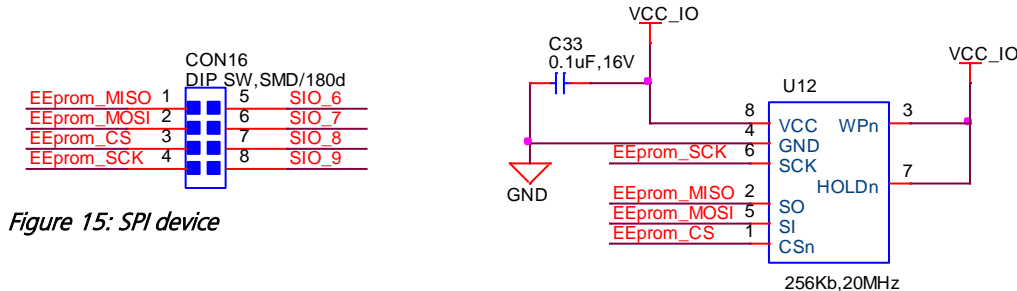 VCC_IO
C33
0.1uF,16V
VCC_IO
CON16
DIP SW,SMD/180d
EEprom_MISO 1 5 SIO_6
EEprom_MOSI 2 6 SIO_7
EEprom_CS 3 7 SIO_8
EEprom_SCK 4 8 SIO_9
Figure 15: SPI device
U12
8 VCC WPn 3
4 GND
EEprom_SCK 6 SCK
HOLDn 7
GND
EEprom_MISO 2 SO
EEprom_MOSI 5 SI
EEprom_CS 1 CSn
256Kb,20MHz